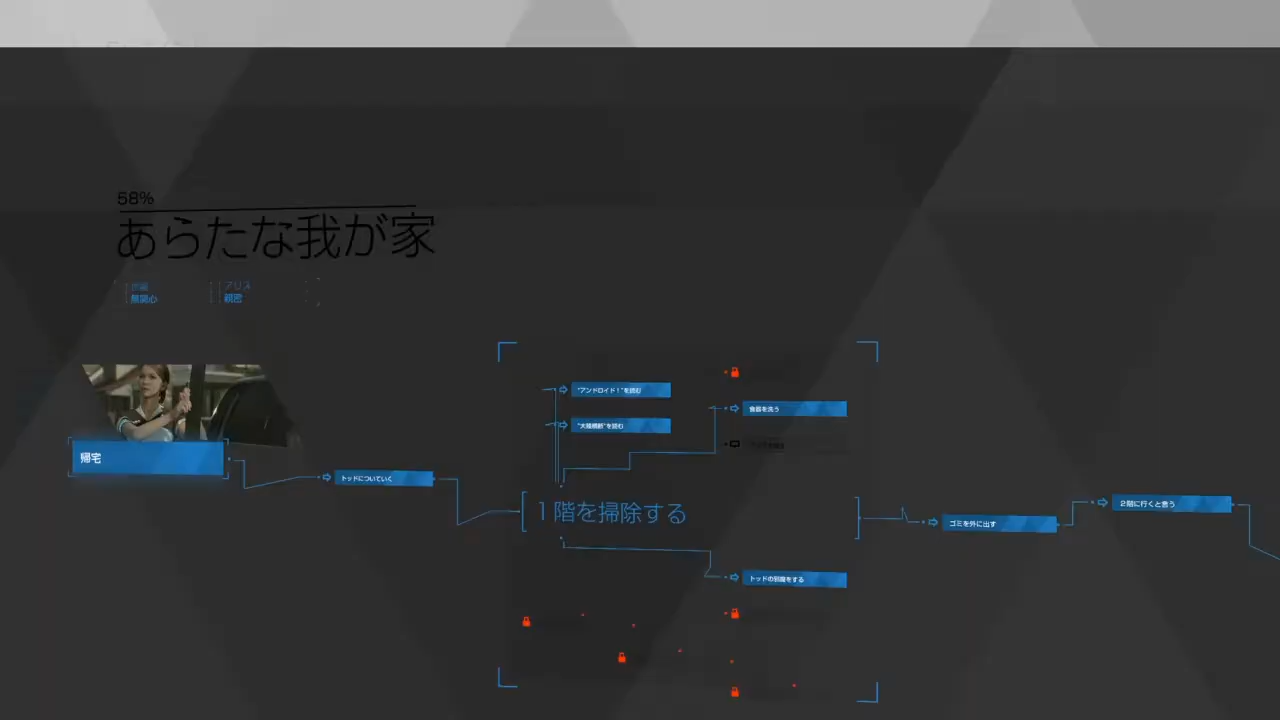 58%
あらたな我が家
世論
無関心
アリス
親密
帰宅
トッドについていく
"アンドロイド！"を読む
"大陸横断"を読む
食器を洗う
1階を掃除する
トッドの邪魔をする
ゴミを外に出す
2階に行くと言う